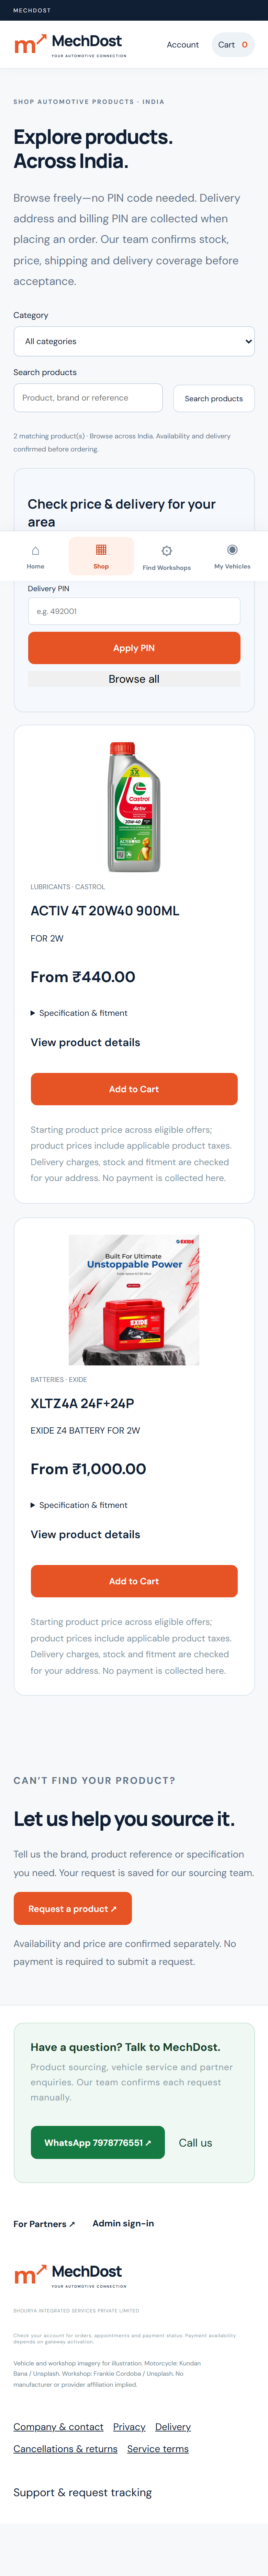 MECHDOST
m MechDost
YOUR AUTOMOTIVE CONNECTION
Account
Cart 0
SHOP AUTOMOTIVE PRODUCTS · INDIA
Explore products.
Across India.
Browse freely—no PIN code needed. Delivery
address and billing PIN are collected when
placing an order. Our team confirms stock,
price, shipping and delivery coverage before
acceptance.
Category
All categories
Search products
Product, brand or reference
Search products
2 matching product(s) · Browse across India. Availability and delivery
confirmed before ordering.
Check price & delivery for your
area
Home
Shop
Find Workshops
My Vehicles
Delivery PIN
e.g. 492001
Apply PIN
Browse all
3X
Castrol
Activ
20W-40
LUBRICANTS · CASTROL
ACTIV 4T 20W40 900ML
FOR 2W
From ₹440.00
▶ Specification & fitment
View product details
Add to Cart
Starting product price across eligible offers;
product prices include applicable product taxes.
Delivery charges, stock and fitment are checked
for your address. No payment is collected here.
EXIDE
Built For Ultimate
Unstoppable Power
EXIDE
BATTERIES · EXIDE
XLTZ4A 24F+24P
EXIDE Z4 BATTERY FOR 2W
From ₹1,000.00
▶ Specification & fitment
View product details
Add to Cart
Starting product price across eligible offers;
product prices include applicable product taxes.
Delivery charges, stock and fitment are checked
for your address. No payment is collected here.
CAN'T FIND YOUR PRODUCT?
Let us help you source it.
Tell us the brand, product reference or specification
you need. Your request is saved for our sourcing team.
Request a product ↗
Availability and price are confirmed separately. No
payment is required to submit a request.
Have a question? Talk to MechDost.
Product sourcing, vehicle service and partner
enquiries. Our team confirms each request
manually.
WhatsApp 7978776551 ↗
Call us
For Partners ↗
Admin sign-in
m MechDost
YOUR AUTOMOTIVE CONNECTION
SHOURYA INTEGRATED SERVICES PRIVATE LIMITED
Check your account for orders, appointments and payment status. Payment availability
depends on gateway activation.
Vehicle and workshop imagery for illustration. Motorcycle: Kundan
Bana / Unsplash. Workshop: Frankie Cordoba / Unsplash. No
manufacturer or provider affiliation implied.
Company & contact Privacy Delivery
Cancellations & returns Service terms
Support & request tracking